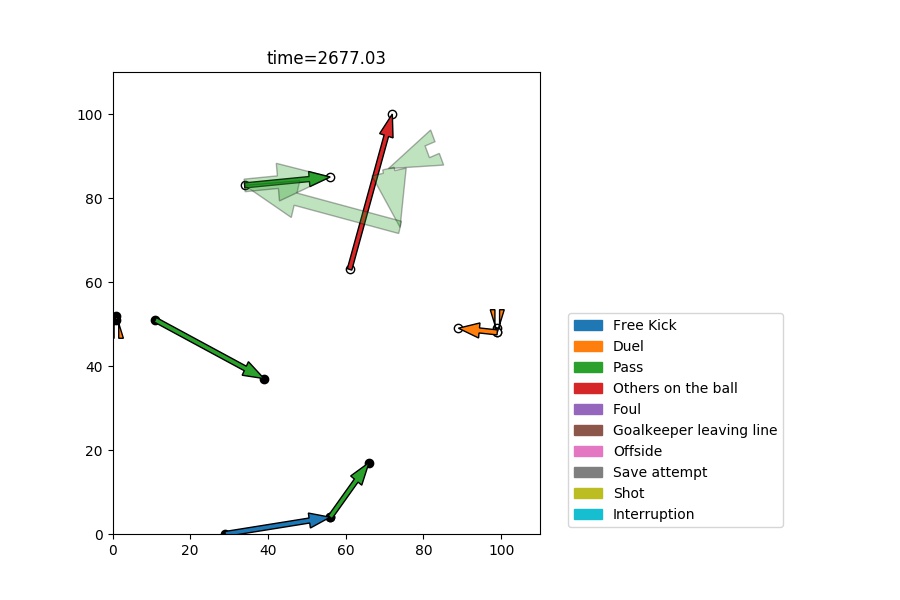 time=2677.03
100
80
60
40
20
0
0 20 40 60 80 100
Free Kick
Duel
Pass
Others on the ball
Foul
Goalkeeper leaving line
Offside
Save attempt
Shot
Interruption